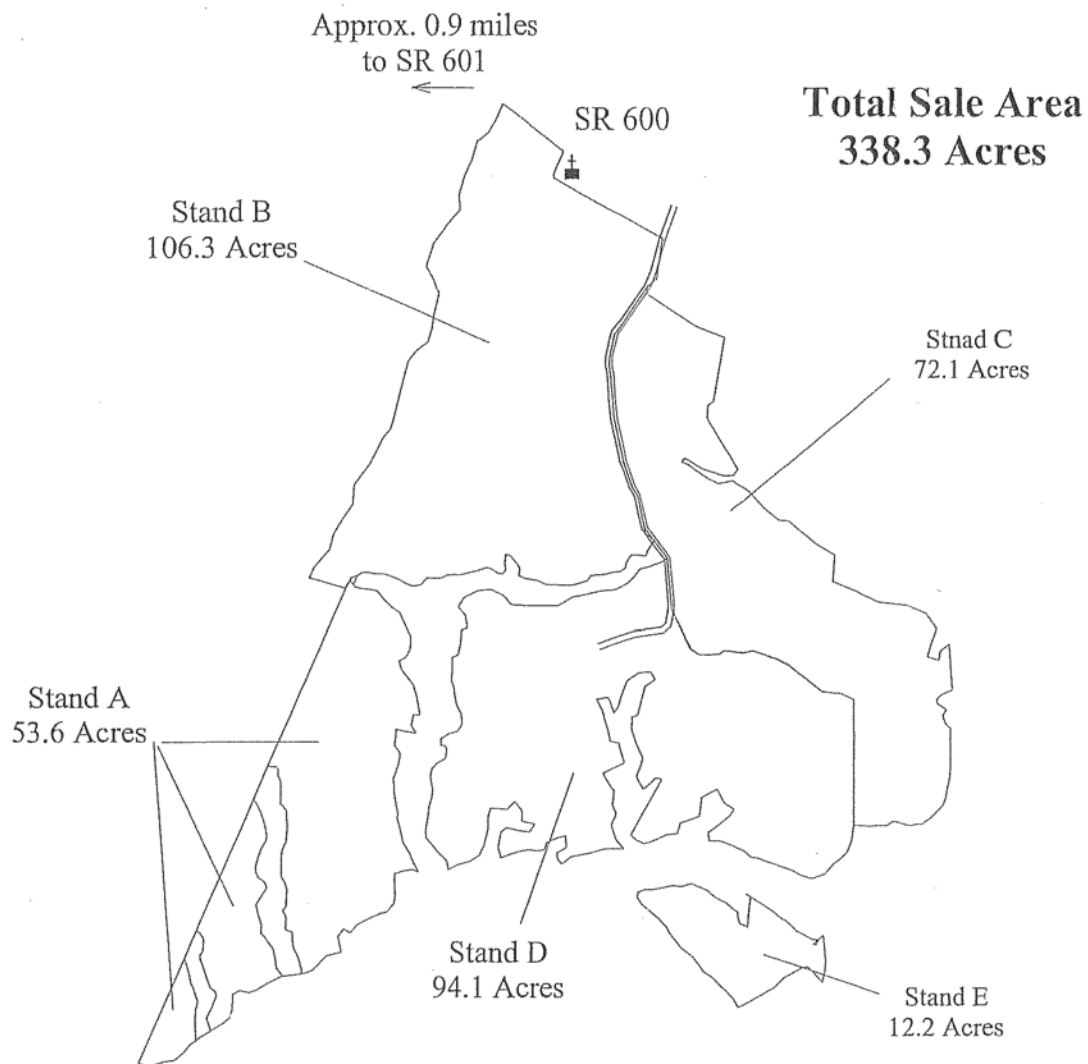 Approx. 0.9 miles
to SR 601
SR 600
Total Sale Area
338.3 Acres
Stand B
106.3 Acres
Stnad C
72.1 Acres
Stand A
53.6 Acres
Stand D
94.1 Acres
Stand E
12.2 Acres